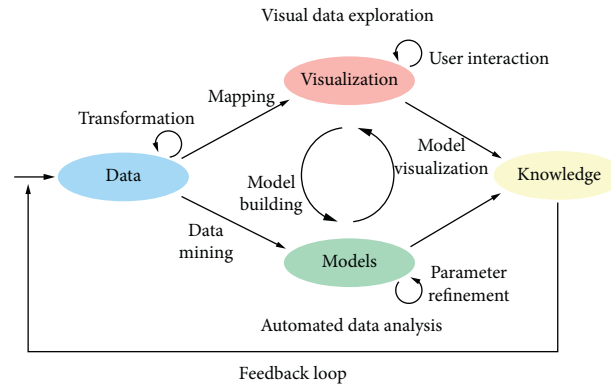 Visual data exploration
Visualization
User interaction
Mapping
Transformation
Data
Model
building
Model
visualization
Knowledge
Data
mining
Models
Parameter
refinement
Automated data analysis
Feedback loop